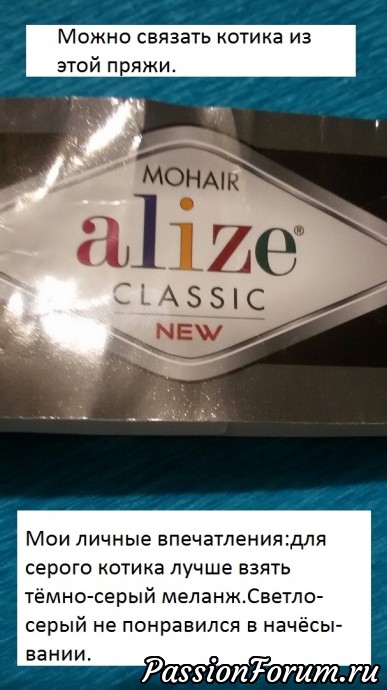 Можно связать котика из
этой пряжи.
MOHAIR
alize®
CLASSIC
NEW
Мои личные впечатления:для
серого котика лучше взять
тёмно-серый меланж.Светло-
серый не понравился в начёсы-
вании.
PassionForum.ru